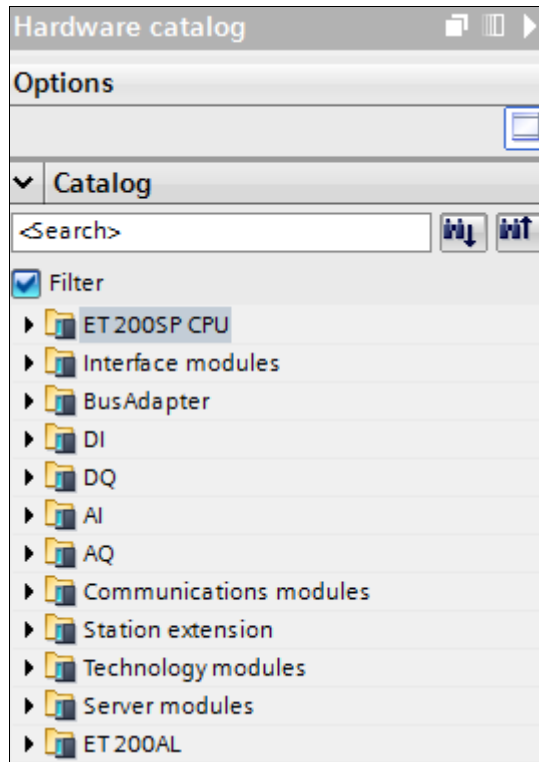 Hardware catalog
Options
Catalog
<Search>
Filter
ET 200SP CPU
Interface modules
BusAdapter
DI
DQ
AI
AQ
Communications modules
Station extension
Technology modules
Server modules
ET 200AL